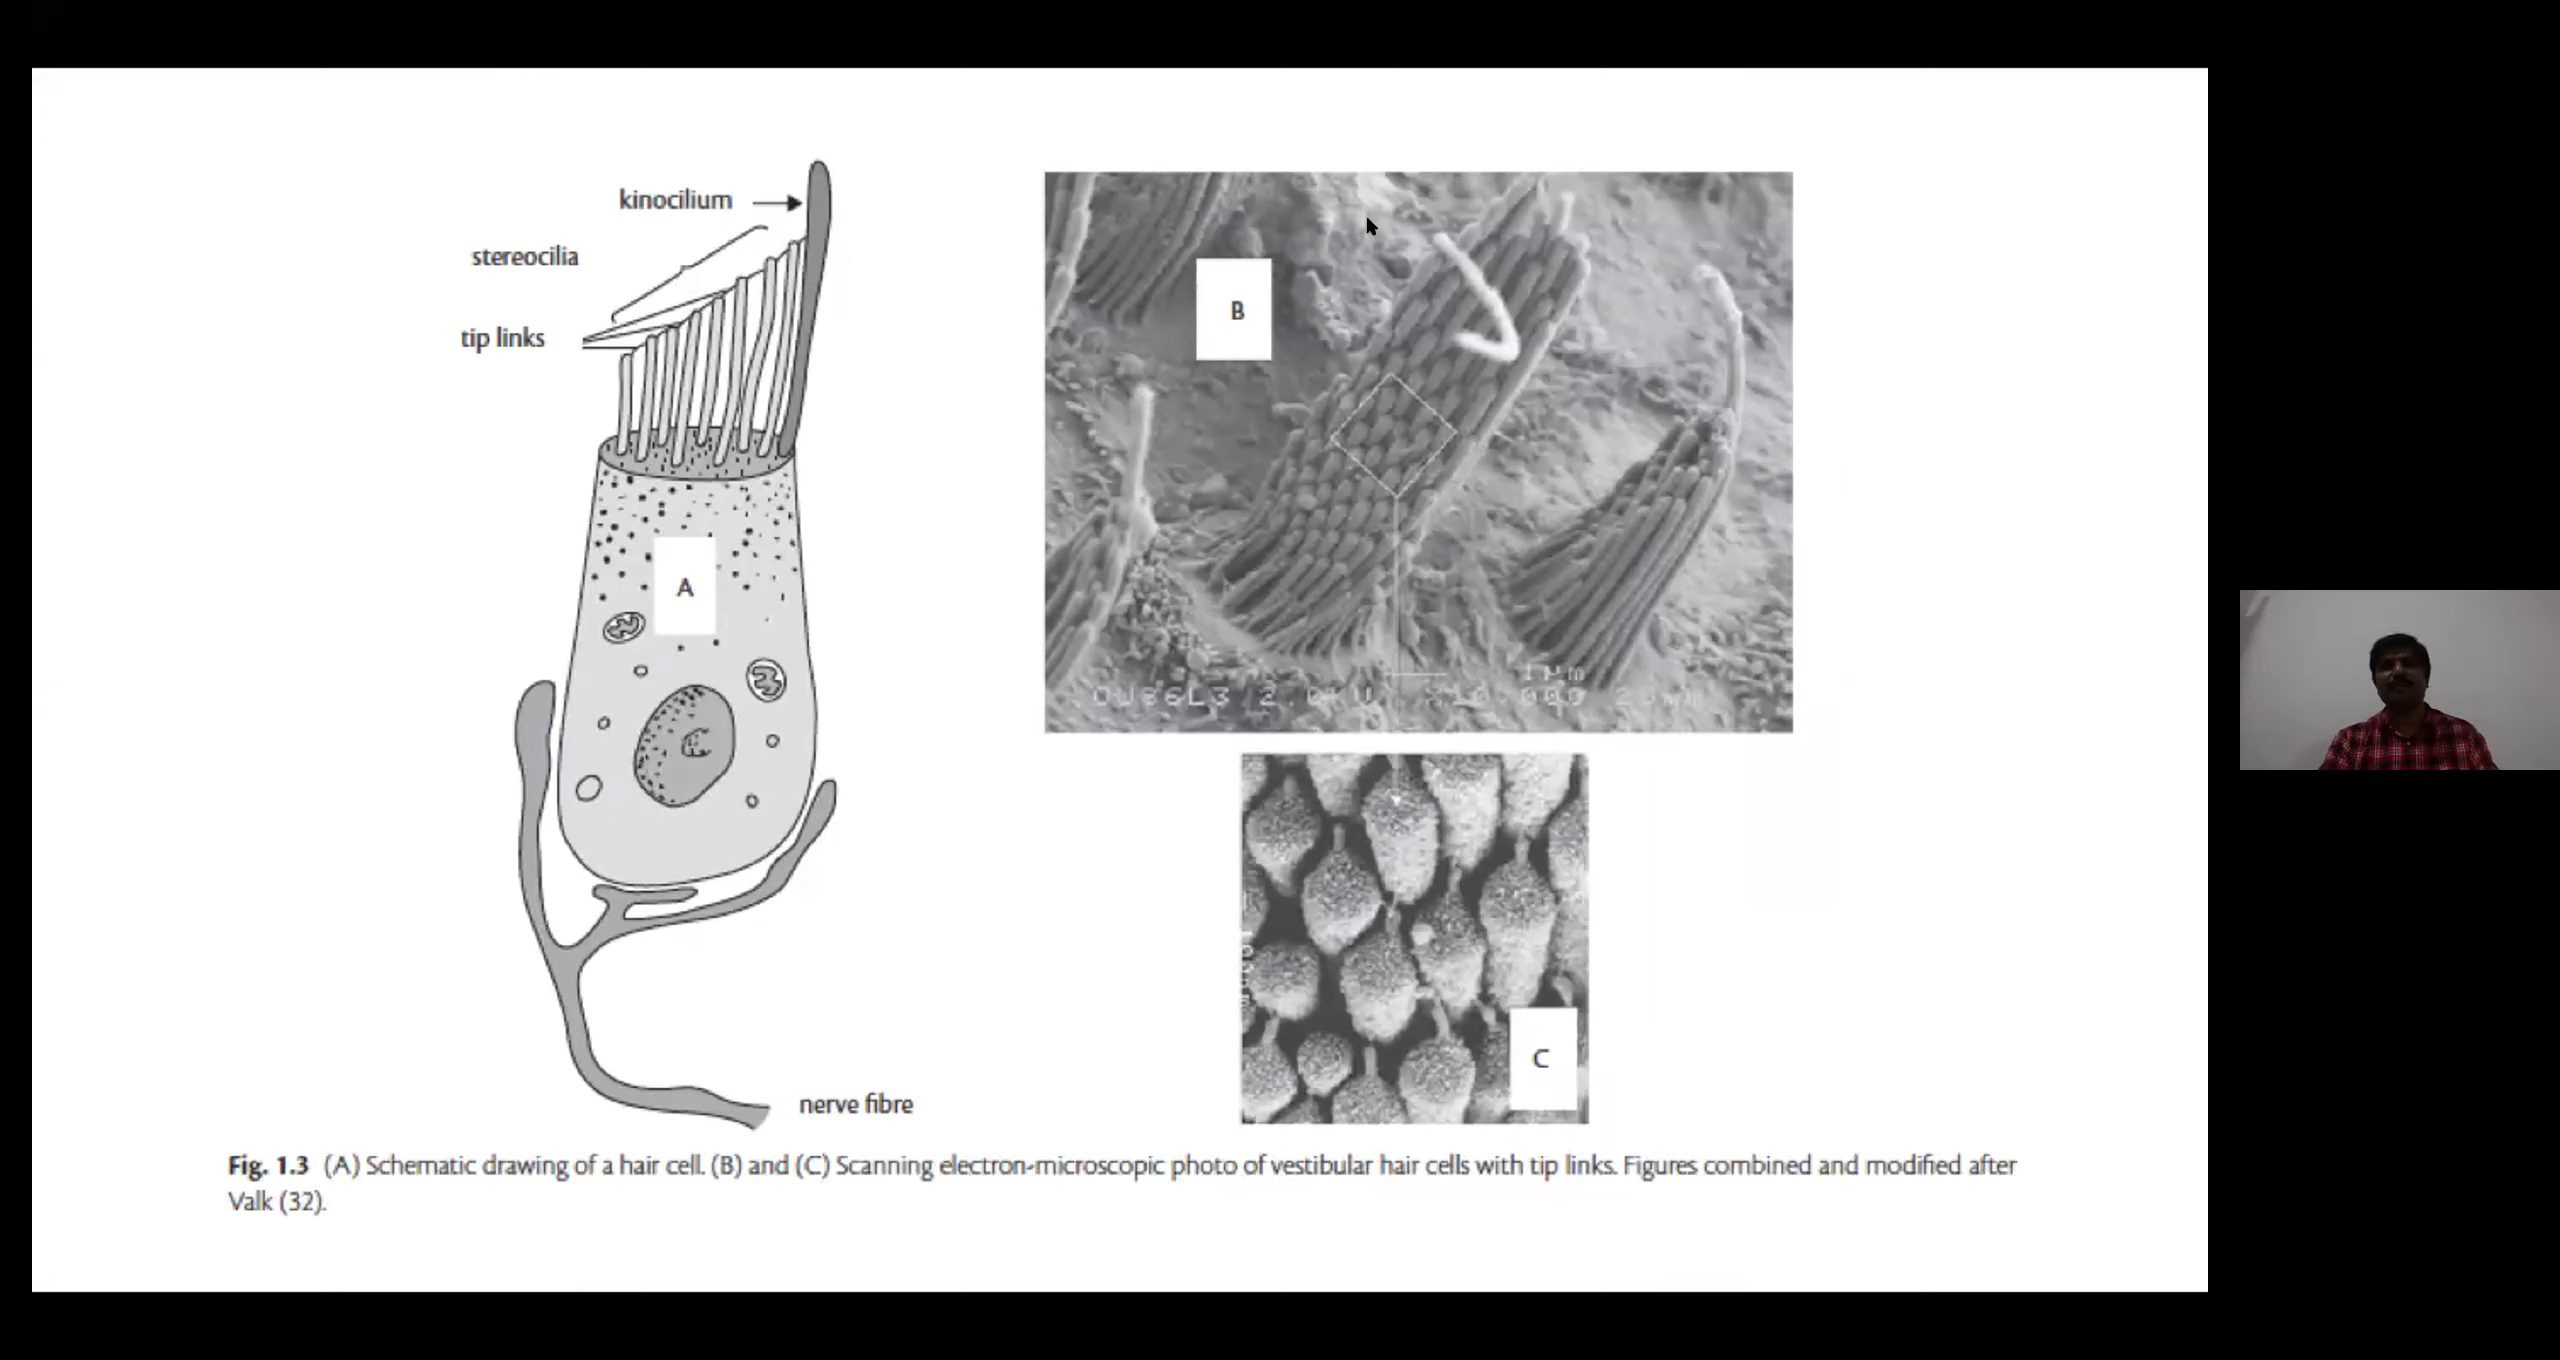 kinocilium
stereocilia
tip links
A
nerve fibre
B
1μm
C
Fig. 1.3 (A) Schematic drawing of a hair cell. (B) and (C) Scanning electron-microscopic photo of vestibular hair cells with tip links. Figures combined and modified after
Valk (32).